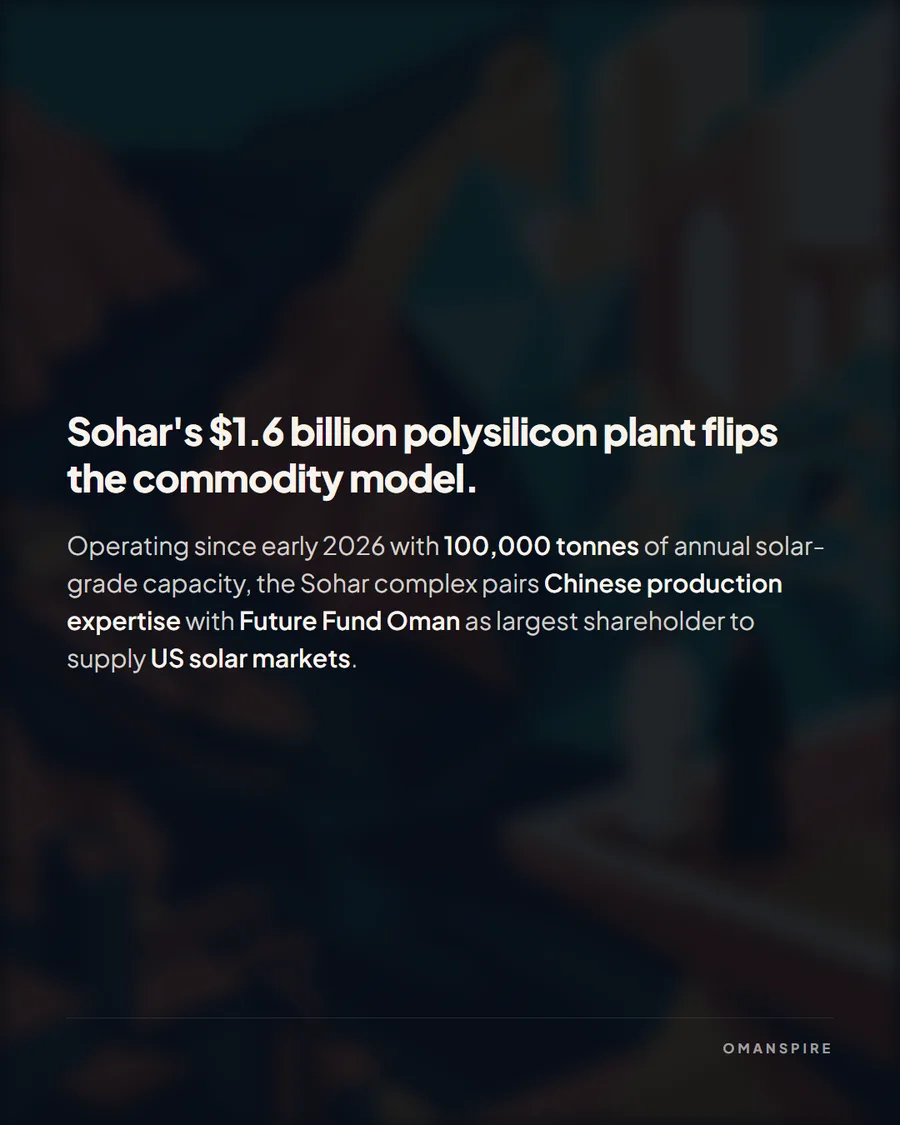 Sohar's $1.6 billion polysilicon plant flips
the commodity model.
Operating since early 2026 with 100,000 tonnes of annual solar-
grade capacity, the Sohar complex pairs Chinese production
expertise with Future Fund Oman as largest shareholder to
supply US solar markets.
OMANSPIRE